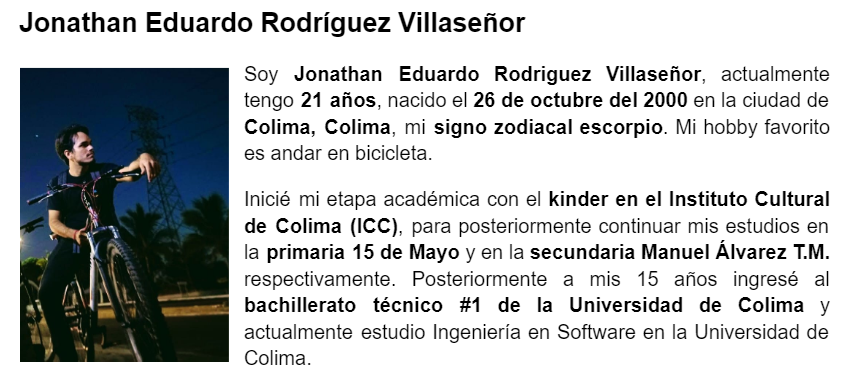 Jonathan Eduardo Rodríguez Villaseñor
Soy Jonathan Eduardo Rodriguez Villaseñor, actualmente
tengo 21 años, nacido el 26 de octubre del 2000 en la ciudad de
Colima, Colima, mi signo zodiacal escorpio. Mi hobby favorito
es andar en bicicleta.
Inicié mi etapa académica con el kinder en el Instituto Cultural
de Colima (ICC), para posteriormente continuar mis estudios en
la primaria 15 de Mayo y en la secundaria Manuel Álvarez T.M.
respectivamente. Posteriormente a mis 15 años ingresé al
bachillerato técnico #1 de la Universidad de Colima y
actualmente estudio Ingeniería en Software en la Universidad de
Colima.